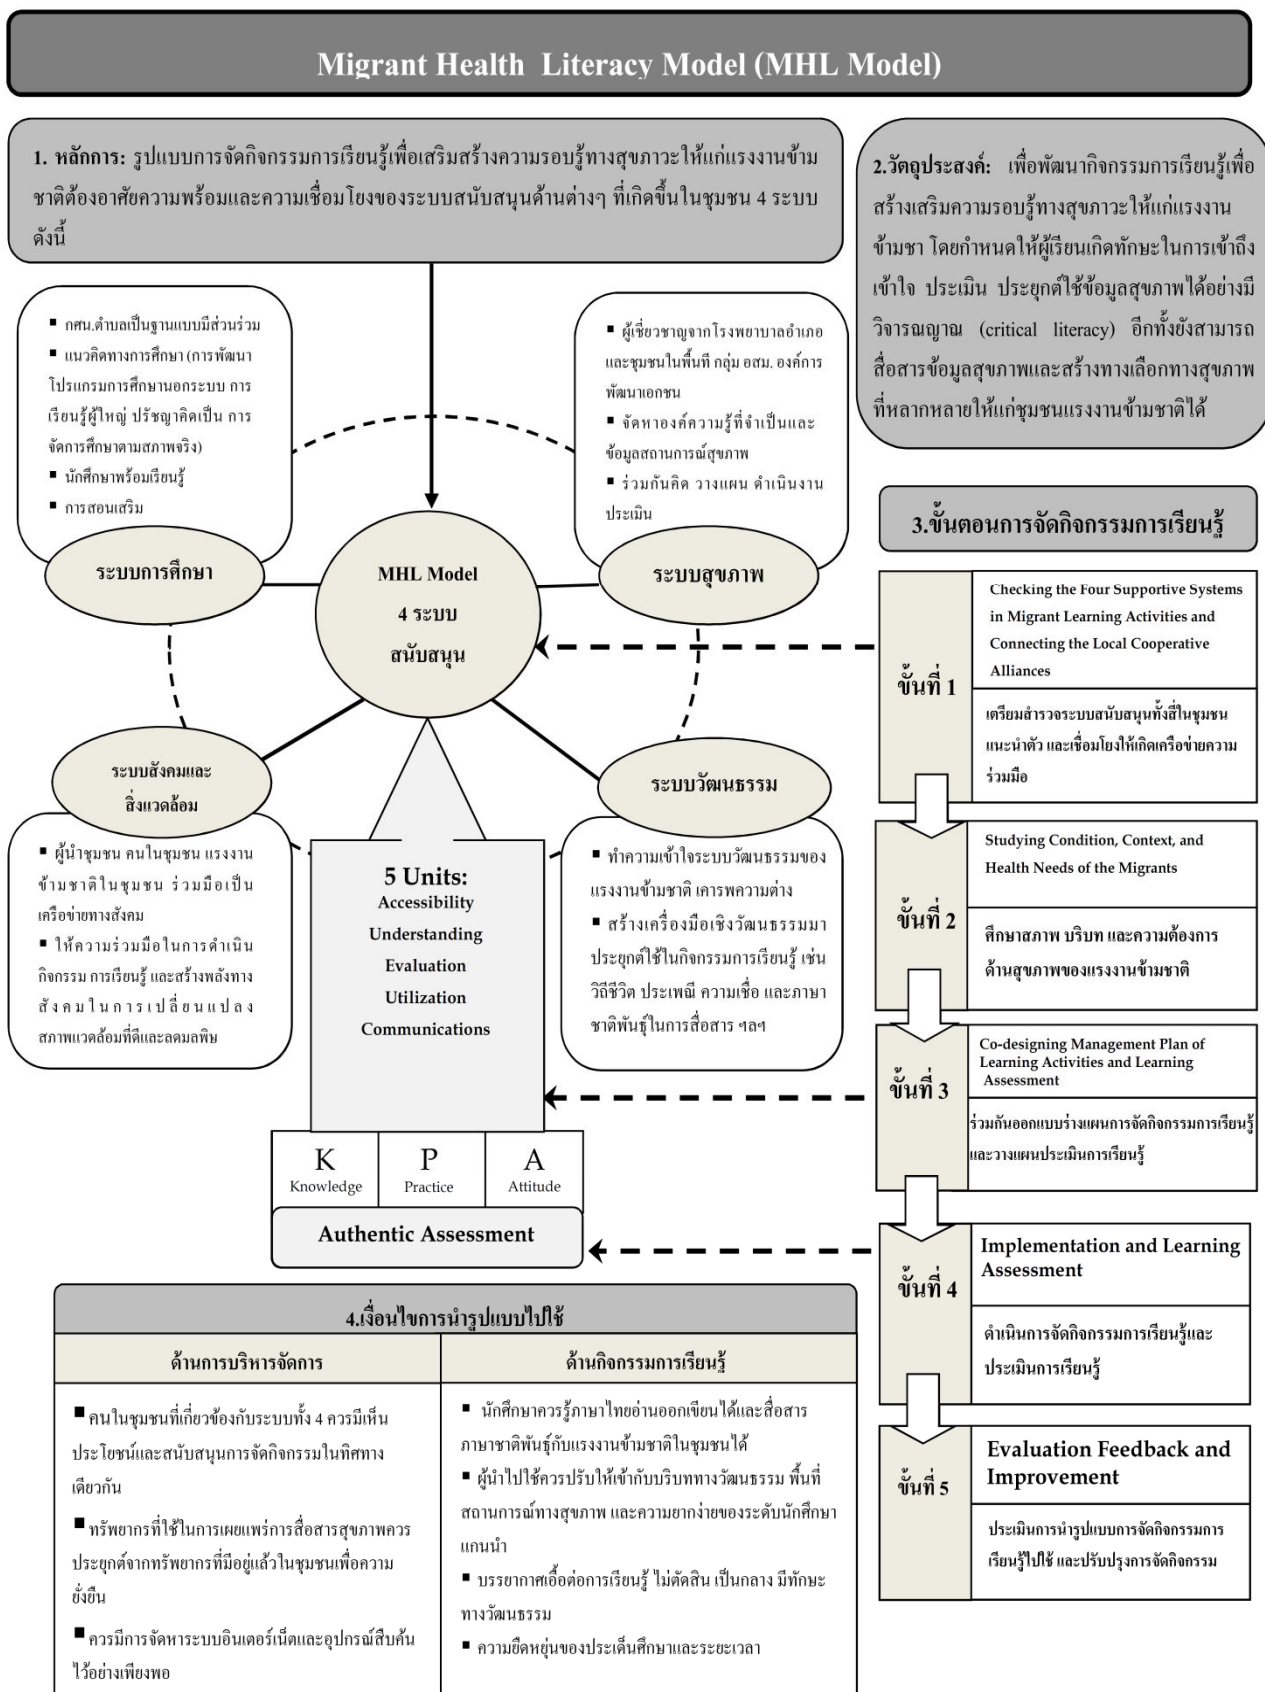 Migrant Health Literacy Model (MHL Model)
1. หลักการ: รูปแบบการจัดกิจกรรมการเรียนรู้เพื่อเสริมสร้างความรอบรู้ทางสุขภาวะให้แก่แรงงานข้าม
ชาติต้องอาศัยความพร้อมและความเชื่อมโยงของระบบสนับสนุนด้านต่างๆ ที่เกิดขึ้นในชุมชน 4 ระบบ
ดังนี้
2.วัตถุประสงค์: เพื่อพัฒนากิจกรรมการเรียนรู้เพื่อ
สร้างเสริมความรอบรู้ทางสุขภาวะให้แก่แรงงาน
ข้ามชา โดยกำหนดให้ผู้เรียนเกิดทักษะในการเข้าถึง
เข้าใจ ประเมิน ประยุกต์ใช้ข้อมูลสุขภาพได้อย่างมี
วิจารณญาณ (critical literacy) อีกทั้งยังสามารถ
สื่อสารข้อมูลสุขภาพและสร้างทางเลือกทางสุขภาพ
ที่หลากหลายให้แก่ชุมชนแรงงานข้ามชาติได้
▪ กศน.ตำบลเป็นฐานแบบมีส่วนร่วม
▪ แนวคิดทางการศึกษา (การพัฒนา
โปรแกรมการศึกษานอกระบบ การ
เรียนรู้ผู้ใหญ่ ปรัชญาคิดเป็น การ
จัดการศึกษาตามสภาพจริง)
▪ นักศึกษาพร้อมเรียนรู้
▪ การสอนเสริม
ระบบการศึกษา
▪ ผู้เชี่ยวชาญจากโรงพยาบาลอำเภอ
และชุมชนในพื้นที่ กลุ่ม อสม. องค์การ
พัฒนาเอกชน
▪ จัดหาองค์ความรู้ที่จำเป็นและ
ข้อมูลสถานการณ์สุขภาพ
▪ ร่วมกันคิด วางแผน ดำเนินงาน
ประเมิน
ระบบสุขภาพ
MHL Model
4 ระบบ
สนับสนุน
ระบบสังคมและ
สิ่งแวดล้อม
▪ ผู้นำชุมชน คนในชุมชน แรงงาน
ข้ามชาติในชุมชน ร่วมมือเป็น
เครือข่ายทางสังคม
▪ ให้ความร่วมมือในการดำเนิน
กิจกรรม การเรียนรู้ และสร้างพลังทาง
สังคมในการเปลี่ยนแปลง
สภาพแวดล้อมที่ดีและลดมลพิษ
ระบบวัฒนธรรม
▪ ทำความเข้าใจระบบวัฒนธรรมของ
แรงงานข้ามชาติ เคารพความต่าง
▪ สร้างเครื่องมือเชิงวัฒนธรรมมา
ประยุกต์ใช้ในกิจกรรมการเรียนรู้ เช่น
วิถีชีวิต ประเพณี ความเชื่อ และภาษา
ชาติพันธุ์ในการสื่อสาร ฯลฯ
5 Units:
Accessibility
Understanding
Evaluation
Utilization
Communications
K P A
Knowledge Practice Attitude
Authentic Assessment
3.ขั้นตอนการจัดกิจกรรมการเรียนรู้
ขั้นที่ 1
Checking the Four Supportive Systems
in Migrant Learning Activities and
Connecting the Local Cooperative
Alliances
เตรียมสำรวจระบบสนับสนุนทั้งสี่ในชุมชน
แนะนำตัว และเชื่อมโยงให้เกิดเครือข่ายความ
ร่วมมือ
ขั้นที่ 2
Studying Condition, Context, and
Health Needs of the Migrants
ศึกษาสภาพ บริบท และความต้องการ
ด้านสุขภาพของแรงงานข้ามชาติ
ขั้นที่ 3
Co-designing Management Plan of
Learning Activities and Learning
Assessment
ร่วมกันออกแบบร่างแผนการจัดกิจกรรมการเรียนรู้
และวางแผนประเมินการเรียนรู้
ขั้นที่ 4
Implementation and Learning
Assessment
ดำเนินการจัดกิจกรรมการเรียนรู้และ
ประเมินการเรียนรู้
ขั้นที่ 5
Evaluation Feedback and
Improvement
ประเมินการนำรูปแบบการจัดกิจกรรมการ
เรียนรู้ไปใช้ และปรับปรุงการจัดกิจกรรม
4.เงื่อนไขการนำรูปแบบไปใช้
ด้านการบริหารจัดการ
▪ คนในชุมชนที่เกี่ยวข้องกับระบบทั้ง 4 ควรมีเห็น
ประโยชน์และสนับสนุนการจัดกิจกรรมในทิศทาง
เดียวกัน
▪ ทรัพยากรที่ใช้ในการเผยแพร่การสื่อสารสุขภาพควร
ประยุกต์จากทรัพยากรที่มีอยู่แล้วในชุมชนเพื่อความ
ยั่งยืน
▪ ควรมีการจัดหาระบบอินเตอร์เน็ตและอุปกรณ์สืบค้น
ไว้อย่างเพียงพอ
ด้านกิจกรรมการเรียนรู้
▪ นักศึกษาควรรู้ภาษาไทยอ่านออกเขียนได้และสื่อสาร
ภาษาชาติพันธุ์กับแรงงานข้ามชาติในชุมชนได้
▪ ผู้นำไปใช้ควรปรับให้เข้ากับบริบททางวัฒนธรรม พื้นที่
สถานการณ์ทางสุขภาพ และความยากง่ายของระดับนักศึกษา
แกนนำ
▪ บรรยากาศเอื้อต่อการเรียนรู้ ไม่ตัดสิน เป็นกลาง มีทักษะ
ทางวัฒนธรรม
▪ ความยืดหยุ่นของประเด็นศึกษาและระยะเวลา